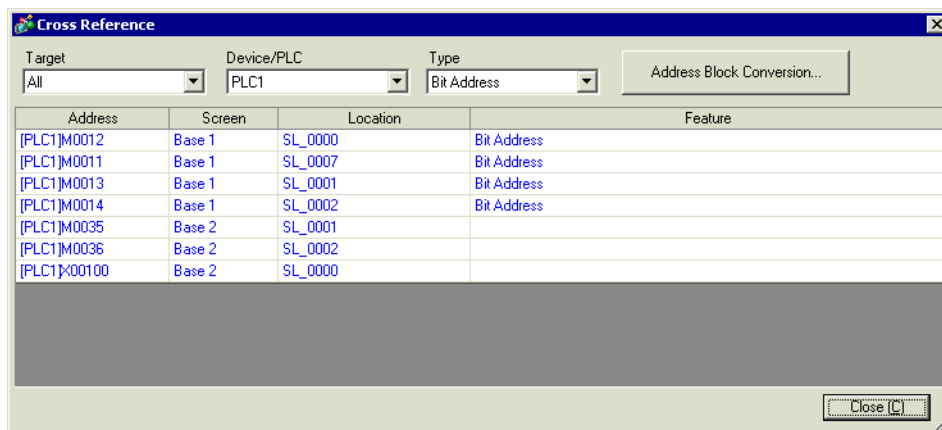 Cross Reference
Target Device/PLC Type
All PLC1 Bit Address Address Block Conversion...
Address Screen Location Feature
[PLC1]M0012 Base 1 SL_0000 Bit Address
[PLC1]M0011 Base 1 SL_0007 Bit Address
[PLC1]M0013 Base 1 SL_0001 Bit Address
[PLC1]M0014 Base 1 SL_0002 Bit Address
[PLC1]M0035 Base 2 SL_0001
[PLC1]M0036 Base 2 SL_0002
[PLC1]X00100 Base 2 SL_0000
Close (C)